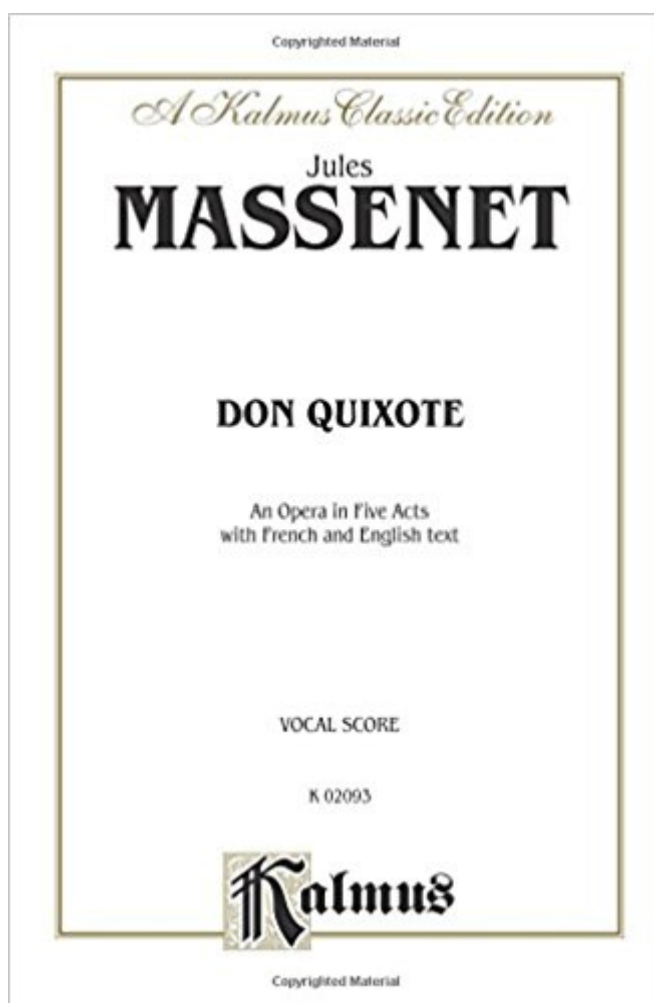 Copyrighted Material
A Kalmus Classic Edition
Jules
MASSENET
DON QUIXOTE
An Opera in Five Acts
with French and English text
VOCAL SCORE
K 02093
Kalmus
Copyrighted Material